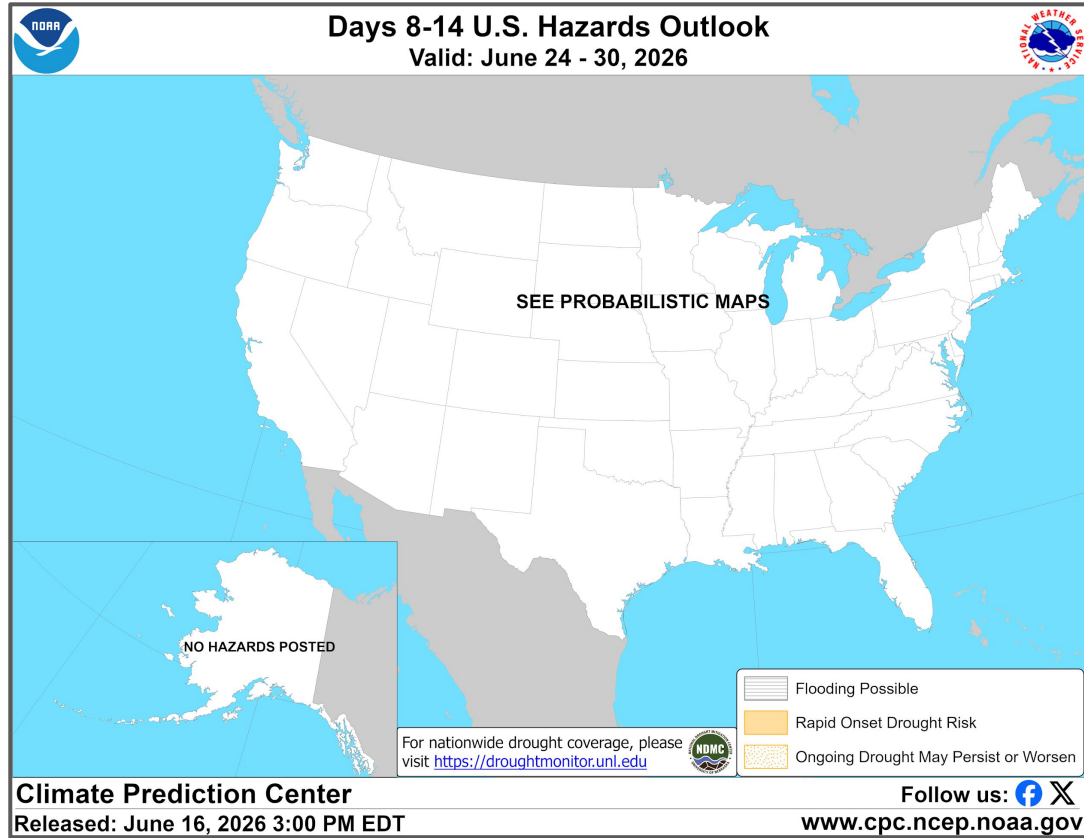 NOAA
Days 8-14 U.S. Hazards Outlook
Valid: June 24 - 30, 2026
NATIONAL WEATHER SERVICE
SEE PROBABILISTIC MAPS
NO HAZARDS POSTED
For nationwide drought coverage, please
visit https://droughtmonitor.unl.edu
NDMC
Flooding Possible
Rapid Onset Drought Risk
Ongoing Drought May Persist or Worsen
Climate Prediction Center
Follow us:
Released: June 16, 2026 3:00 PM EDT
www.cpc.ncep.noaa.gov